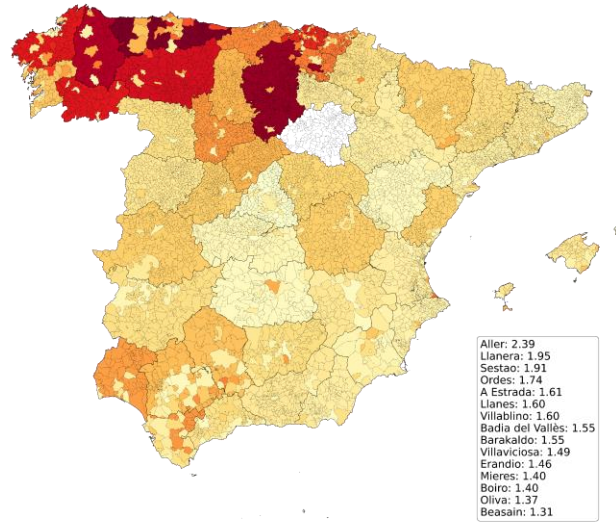 Aller: 2.39
Llanera: 1.95
Sestao: 1.91
Ordes: 1.74
A Estrada: 1.61
Llanes: 1.60
Villablino: 1.60
Badia del Vallès: 1.55
Barakaldo: 1.55
Villaviciosa: 1.49
Erandio: 1.46
Mieres: 1.40
Boiro: 1.40
Oliva: 1.37
Beasain: 1.31